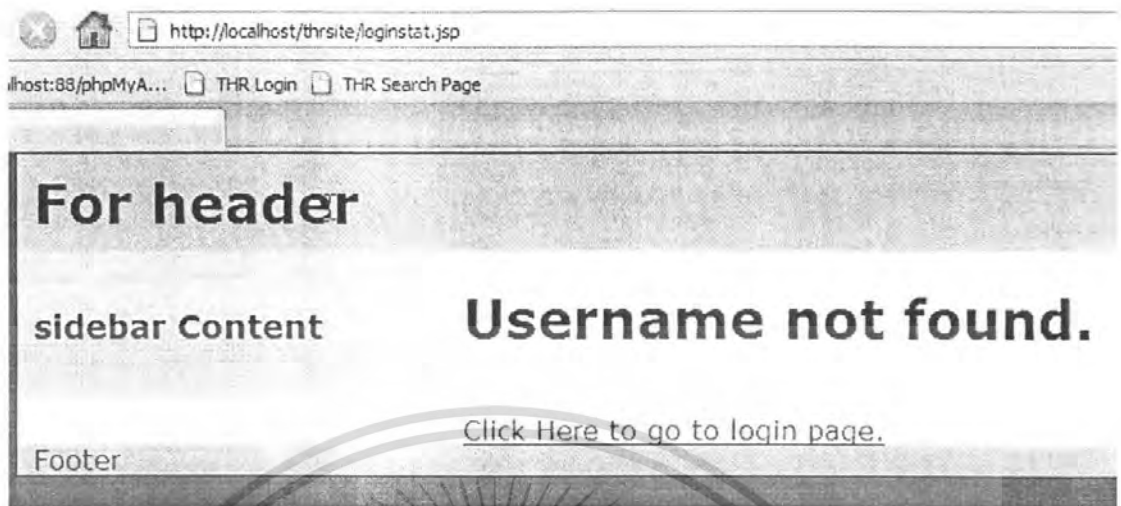 http://localhost/thrsite/loginstat.jsp
lhost:88/phpMyA... THR Login THR Search Page
For header
sidebar Content
Username not found.
Click Here to go to login page.
Footer